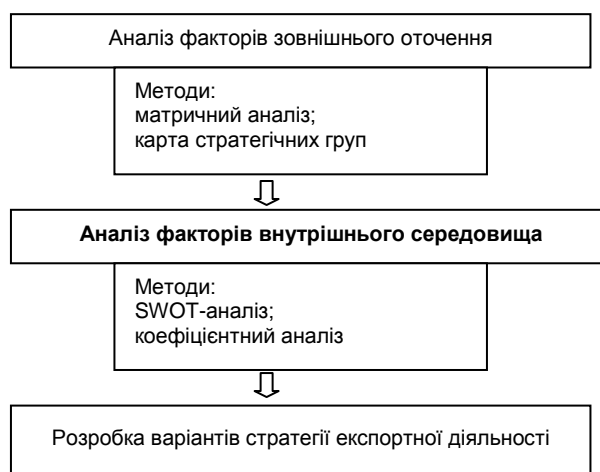 Аналіз факторів зовнішнього оточення
Методи:
матричний аналіз;
карта стратегічних груп
Аналіз факторів внутрішнього середовища
Методи:
SWOT-аналіз;
коефіцієнтний аналіз
Розробка варіантів стратегії експортної діяльності